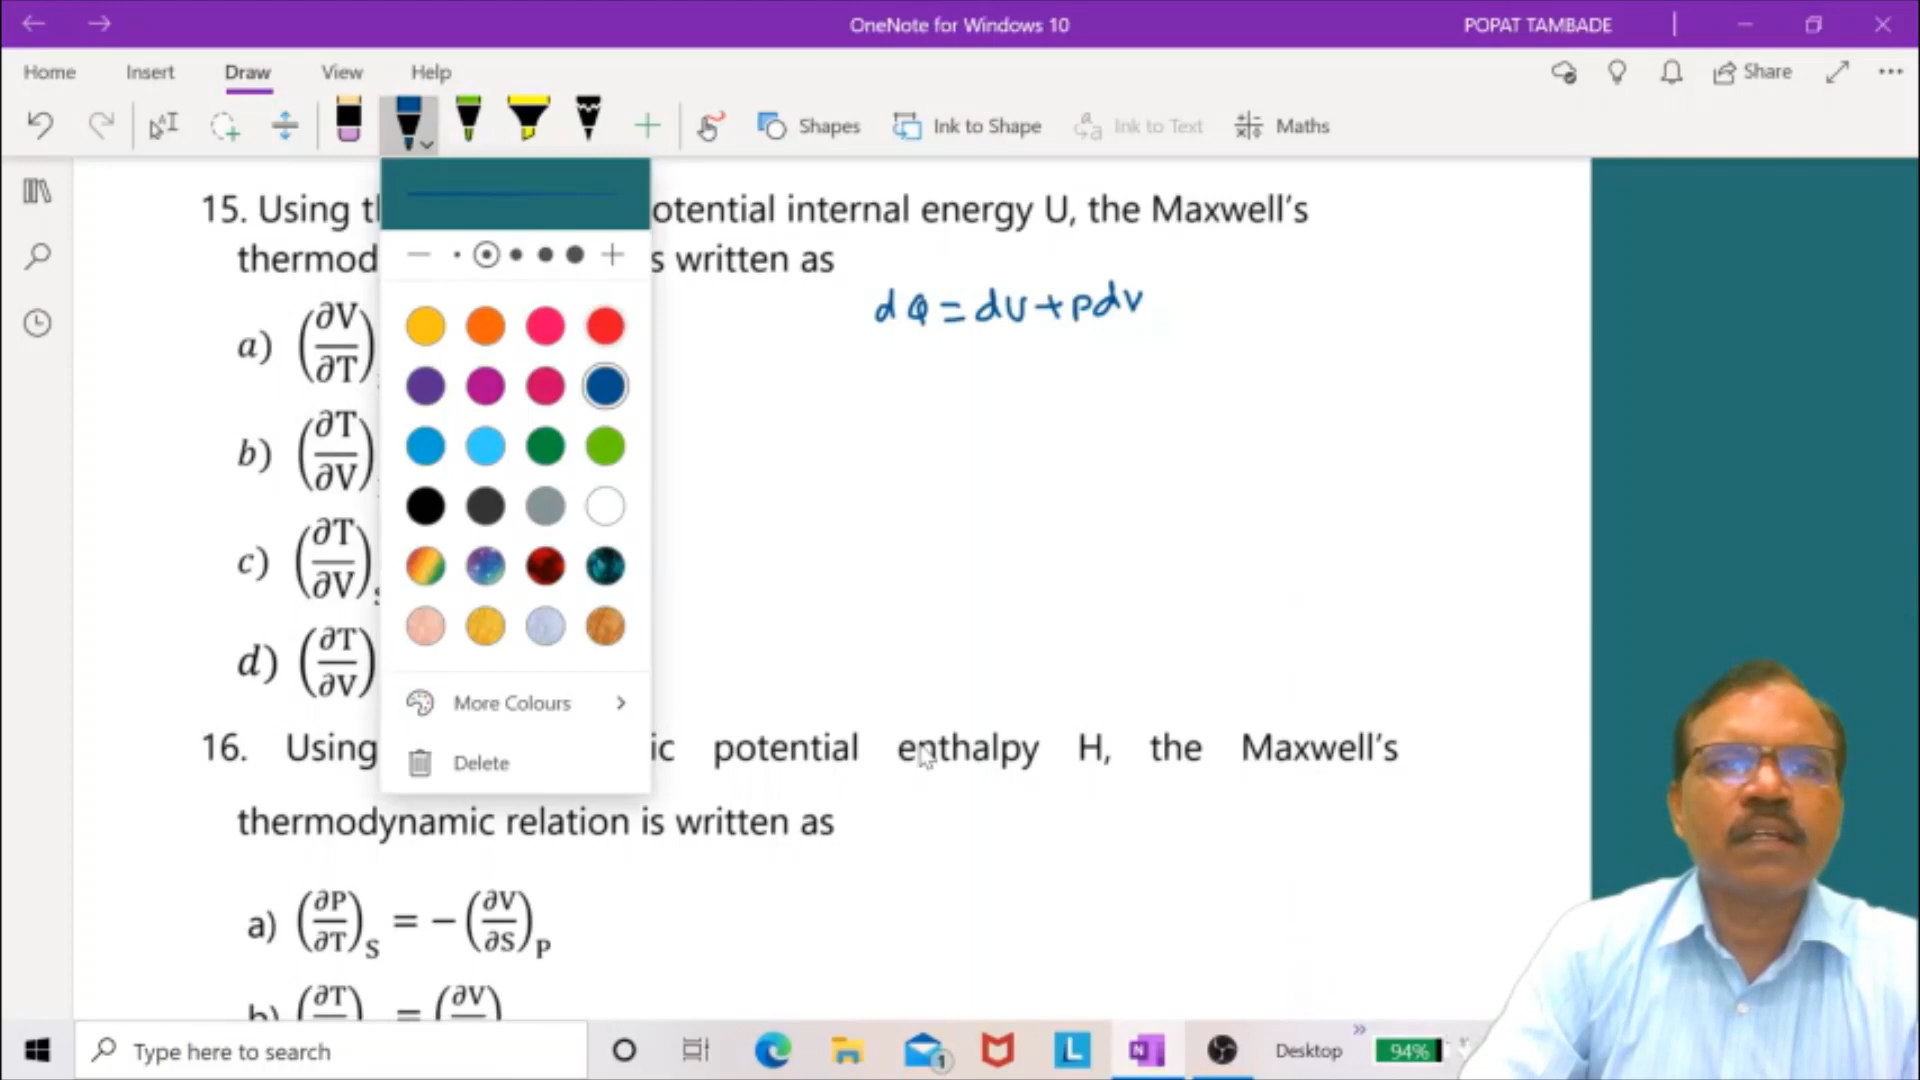 OneNote for Windows 10
POPAT TAMBADE
Home Insert Draw View Help
Share
Shapes Ink to Shape Ink to Text Maths
15. Using otential internal energy U, the Maxwell's
thermod s written as
dQ = dU + PdV
a) (∂V/∂T)
b) (∂T/∂V)
c) (∂T/∂V)
d) (∂T/∂V)
More Colours
Delete
16. Using ic potential enthalpy H, the Maxwell's
thermodynamic relation is written as
a) (∂P/∂T)S = −(∂V/∂S)P
b) (∂T = (∂V
Type here to search
1
L
N
Desktop
94%